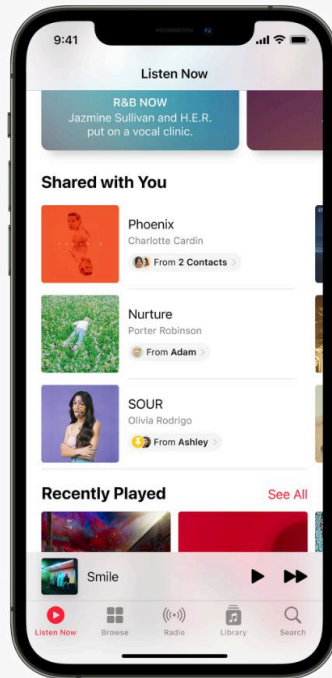 9:41
Listen Now
R&B NOW
Jazmine Sullivan and H.E.R.
put on a vocal clinic.
Shared with You
Phoenix
Charlotte Cardin
From 2 Contacts
Nurture
Porter Robinson
From Adam
SOUR
Olivia Rodrigo
From Ashley
Recently Played
See All
Smile
Listen Now
Browse
Radio
Library
Search